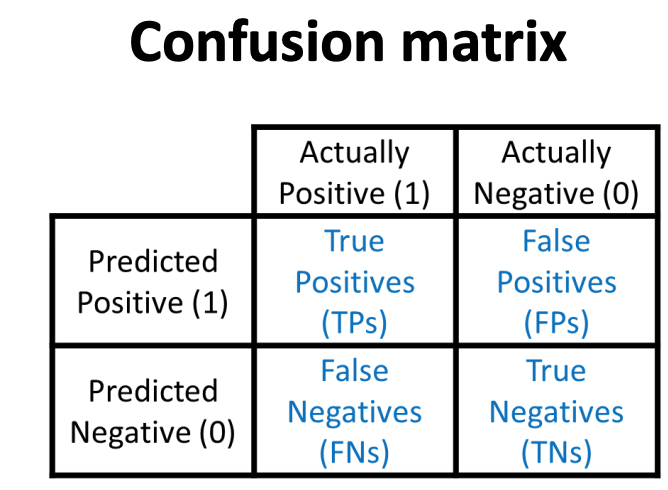 Confusion matrix
Actually
Positive (1)
Actually
Negative (0)
Predicted
Positive (1)
True
Positives
(TPs)
False
Positives
(FPs)
Predicted
Negative (0)
False
Negatives
(FNs)
True
Negatives
(TNs)